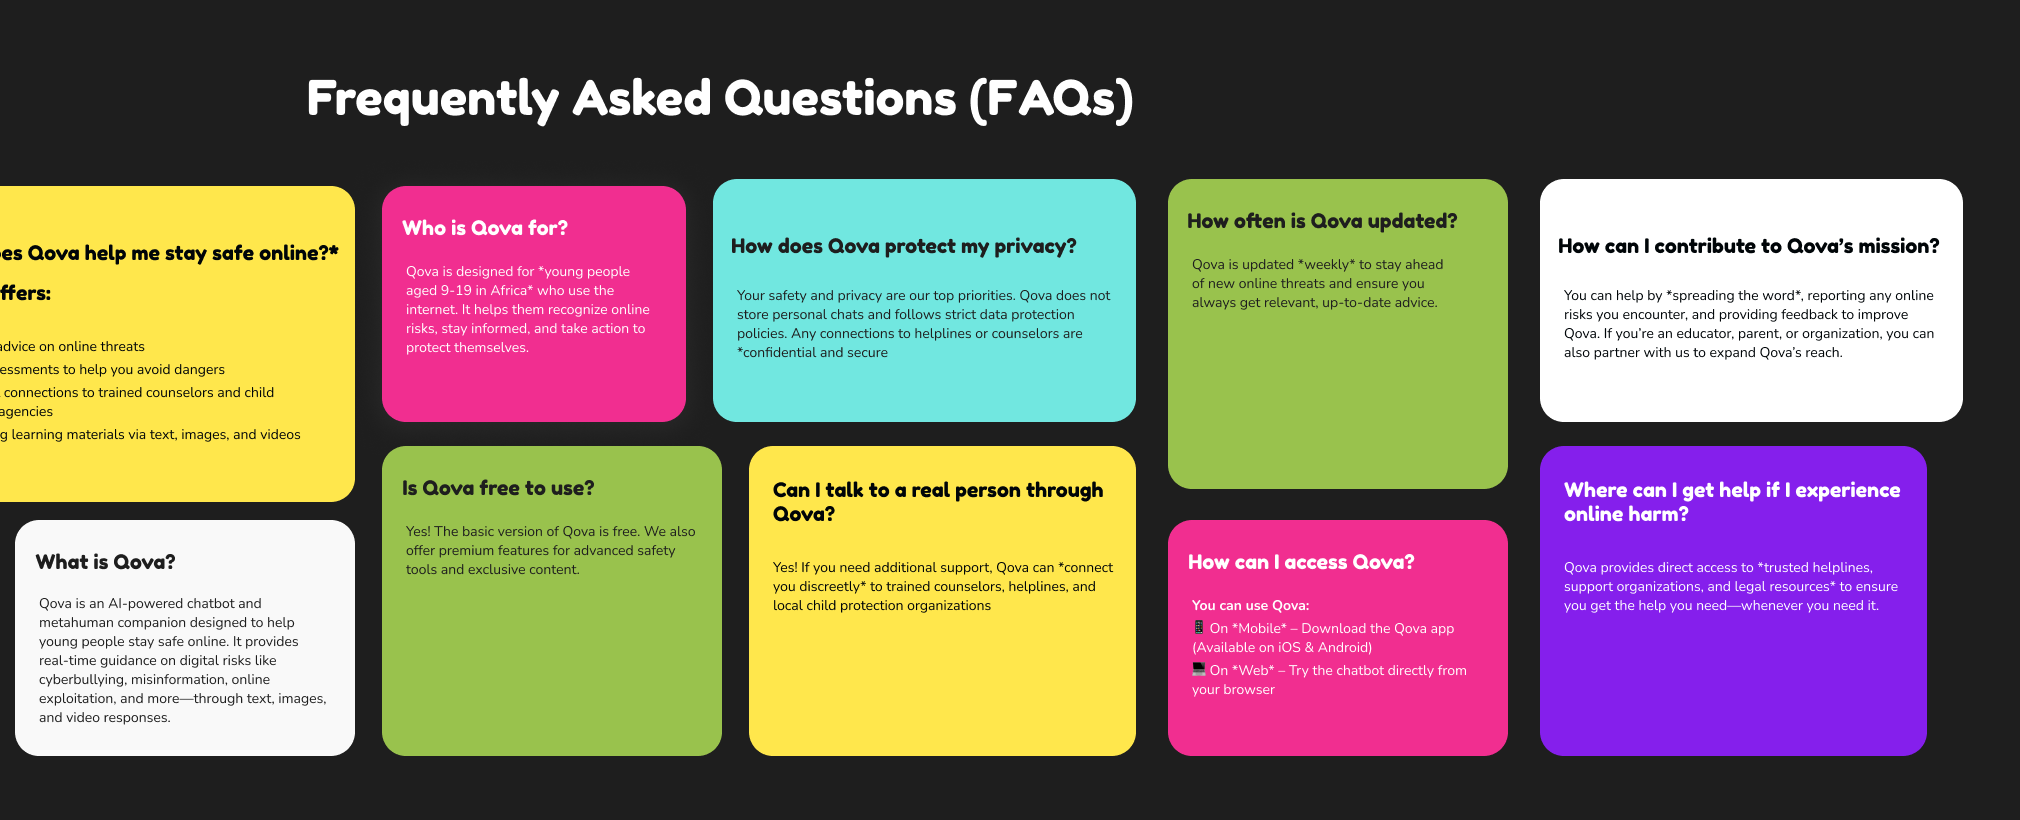 Frequently Asked Questions (FAQs)
Qova help me stay safe online?*
advice on online threats
to help you avoid dangers
connections to trained counselors and child
agencies
learning materials via text, images, and videos
What is Qova?
Qova is an AI-powered chatbot and
metahuman companion designed to help
young people stay safe online. It provides
real-time guidance on digital risks like
cyberbullying, misinformation, online
exploitation, and more—through text, images,
and video responses.
Who is Qova for?
Qova is designed for *young people
aged 9-19 in Africa* who use the
internet. It helps them recognize online
risks, stay informed, and take action to
protect themselves.
Is Qova free to use?
Yes! The basic version of Qova is free. We also
offer premium features for advanced safety
tools and exclusive content.
How does Qova protect my privacy?
Your safety and privacy are our top priorities. Qova does not
store personal chats and follows strict data protection
policies. Any connections to helplines or counselors are
*confidential and secure
Can I talk to a real person through
Qova?
Yes! If you need additional support, Qova can *connect
you discreetly* to trained counselors, helplines, and
local child protection organizations
How often is Qova updated?
Qova is updated *weekly* to stay ahead
of new online threats and ensure you
always get relevant, up-to-date advice.
How can I access Qova?
You can use Qova:
On *Mobile* – Download the Qova app
(Available on iOS & Android)
On *Web* – Try the chatbot directly from
your browser
How can I contribute to Qova’s mission?
You can help by *spreading the word*, reporting any online
risks you encounter, and providing feedback to improve
Qova. If you’re an educator, parent, or organization, you can
also partner with us to expand Qova’s reach.
Where can I get help if I experience
online harm?
Qova provides direct access to *trusted helplines,
support organizations, and legal resources* to ensure
you get the help you need—whenever you need it.